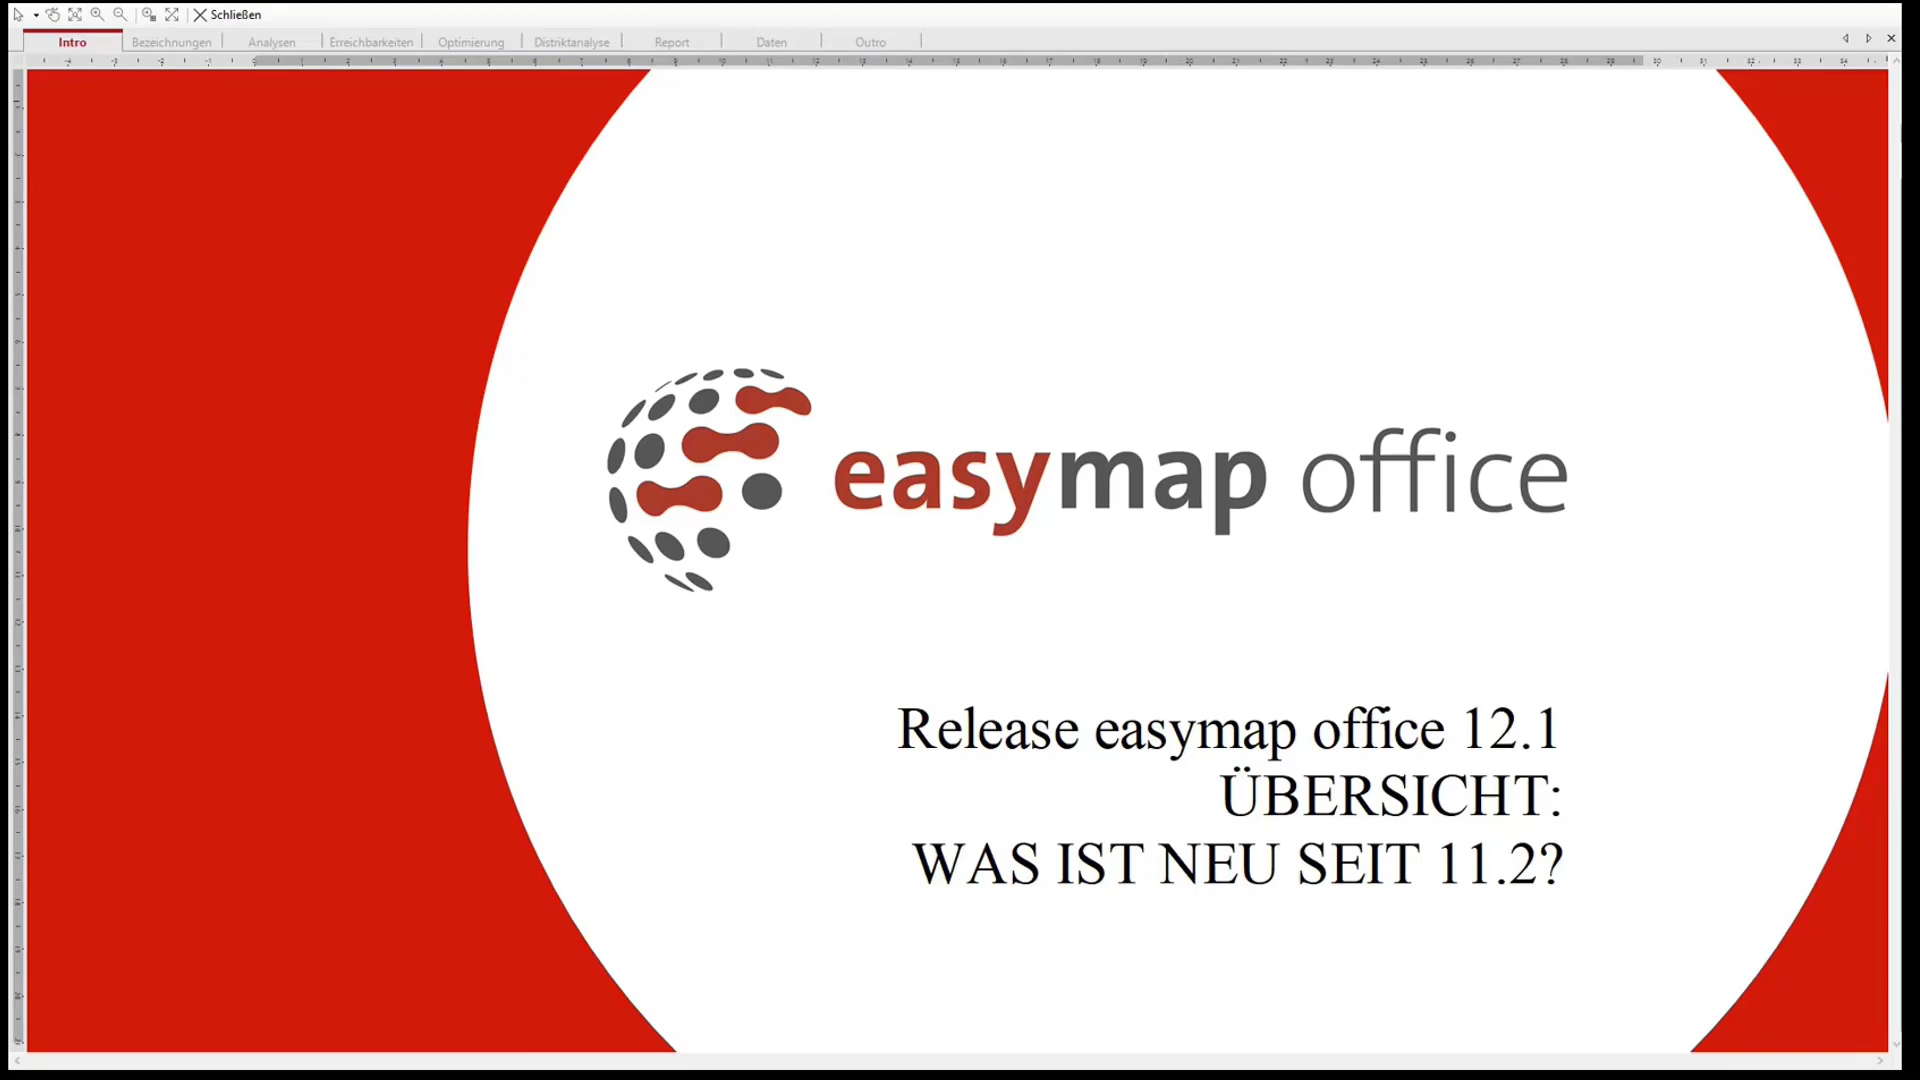 Schließen
Intro Bezeichnungen Analysen Erreichbarkeiten Optimierung Distriktanalyse Report Daten Outro
easymap office
Release easymap office 12.1
ÜBERSICHT:
WAS IST NEU SEIT 11.2?